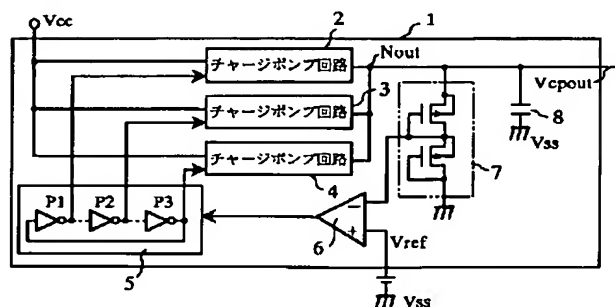 Vcc
2
1
チャージポンプ回路
Nout
3
チャージポンプ回路
Vcpout
チャージポンプ回路
4
8
Vss
7
P1
P2
P3
5
−
+
6
Vref
Vss